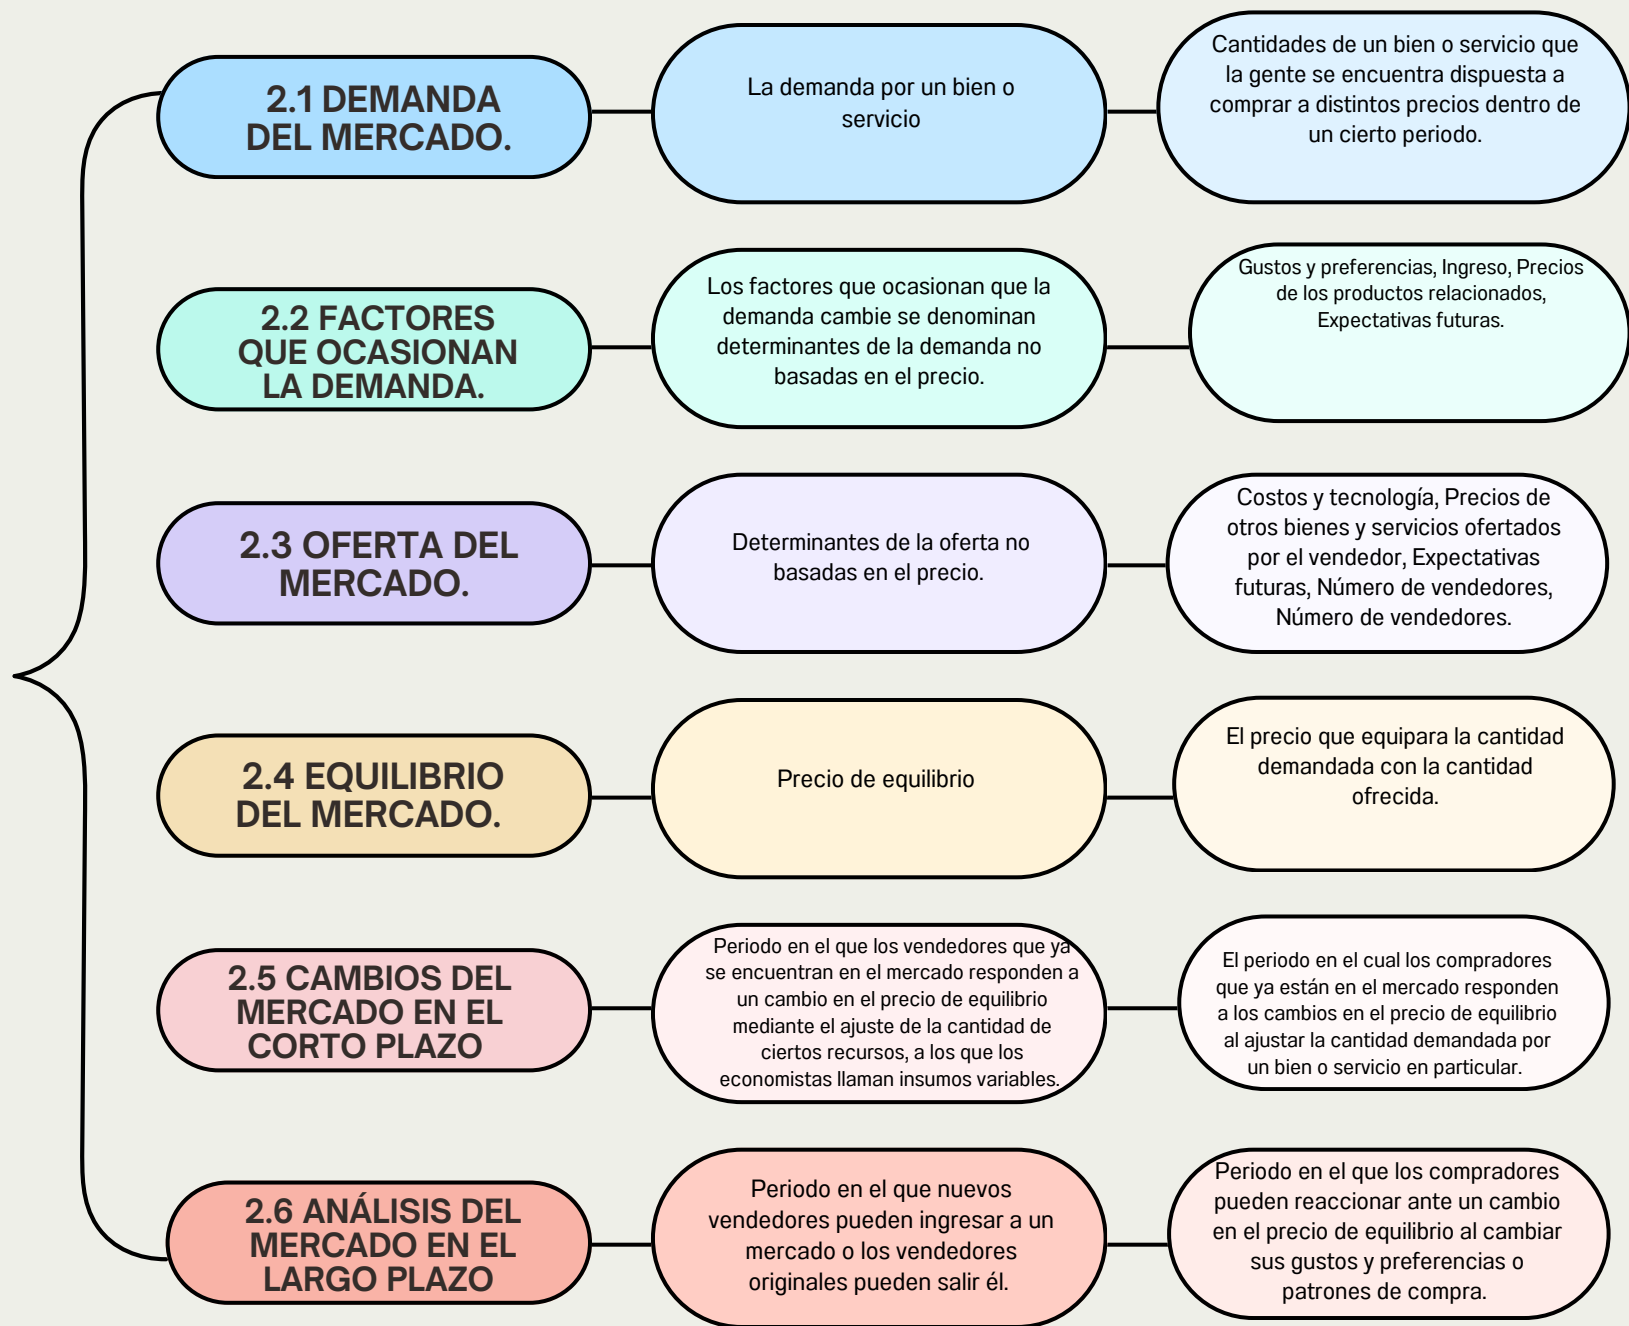 2.1 DEMANDA
DEL MERCADO.
La demanda por un bien o
servicio
Cantidades de un bien o servicio que
la gente se encuentra dispuesta a
comprar a distintos precios dentro de
un cierto periodo.
2.2 FACTORES
QUE OCASIONAN
LA DEMANDA.
Los factores que ocasionan que la
demanda cambie se denominan
determinantes de la demanda no
basadas en el precio.
Gustos y preferencias, Ingreso, Precios
de los productos relacionados,
Expectativas futuras.
2.3 OFERTA DEL
MERCADO.
Determinantes de la oferta no
basadas en el precio.
Costos y tecnología, Precios de
otros bienes y servicios ofertados
por el vendedor, Expectativas
futuras, Número de vendedores,
Número de vendedores.
2.4 EQUILIBRIO
DEL MERCADO.
Precio de equilibrio
El precio que equipara la cantidad
demandada con la cantidad
ofrecida.
2.5 CAMBIOS DEL
MERCADO EN EL
CORTO PLAZO
Periodo en el que los vendedores que ya
se encuentran en el mercado responden a
un cambio en el precio de equilibrio
mediante el ajuste de la cantidad de
ciertos recursos, a los que los
economistas llaman insumos variables.
El periodo en el cual los compradores
que ya están en el mercado responden
a los cambios en el precio de equilibrio
al ajustar la cantidad demandada por
un bien o servicio en particular.
2.6 ANÁLISIS DEL
MERCADO EN EL
LARGO PLAZO
Periodo en el que nuevos
vendedores pueden ingresar a un
mercado o los vendedores
originales pueden salir él.
Periodo en el que los compradores
pueden reaccionar ante un cambio
en el precio de equilibrio al cambiar
sus gustos y preferencias o
patrones de compra.